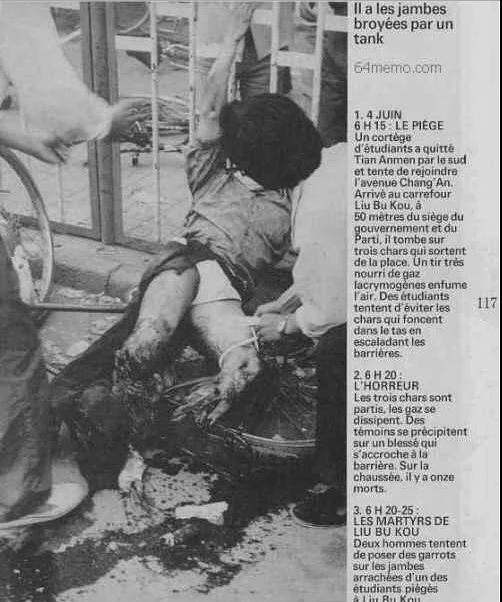 Il a les jambes
broyées par un
tank
64memo.com
1. 4 JUIN
6 H 15 : LE PIÈGE
Un cortège
d'étudiants a quitté
Tian Anmen par le sud
et tente de rejoindre
l'avenue Chang'An.
Arrivé au carrefour
Liu Bu Kou, à
50 mètres du siège du
gouvernement et du
Parti, il tombe sur
trois chars qui sortent
de la place. Un tir trés
nourri de gaz
lacrymogènes enfume
l'air. Des étudiants
tentent d'éviter les
chars qui foncent
dans le tas en
escaladant les
barrières.
117
2. 6 H 20 :
L'HORREUR
Les trois chars sont
partis, les gaz se
dissipent. Des
témoins se précipitent
sur un blessé qui
s'accroche à la
barrière. Sur la
chaussée, il y a onze
morts.
3. 6 H 20-25 :
LES MARTYRS DE
LIU BU KOU
Deux hommes tentent
de poser des garrots
sur les jambes
arrachées d'un des
étudiants piégés
à Liu Bu Kou